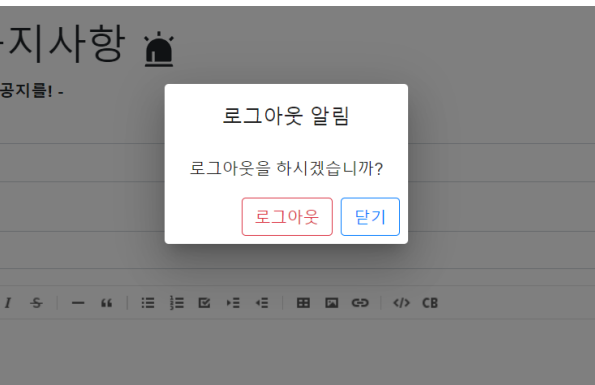 지사항
공지를! -
로그아웃 알림
로그아웃을 하시겠습니까?
로그아웃 닫기
I S — “ </> CB